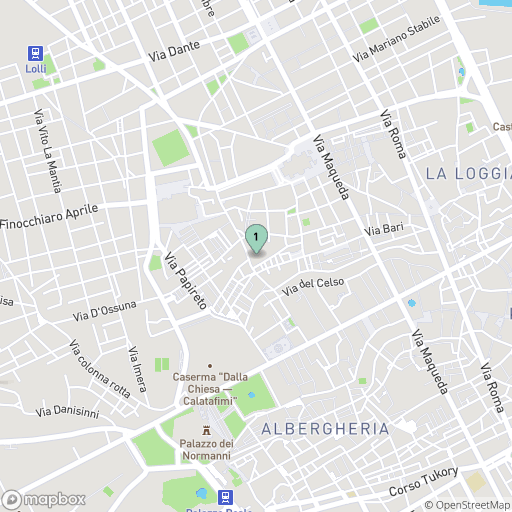 mbre
Via Dante
Via Mariano Stabile
Lolli
Via Vito La Mantia
Via Roma
Cast
Via Maqueda
LA LOGGIA
Finocchiaro Aprile
Via Bari
1
Via Papireto
Via del Celso
isa
Via D'Ossuna
Via colonna rotta
Via Imera
Via Maqueda
Caserma "Dalla
Chiesa —
Calatafimi"
Via Roma
Via Danisinni
ALBERGHERIA
Palazzo dei
Normanni
Corso Tukory
mapbox
© OpenStreetMap